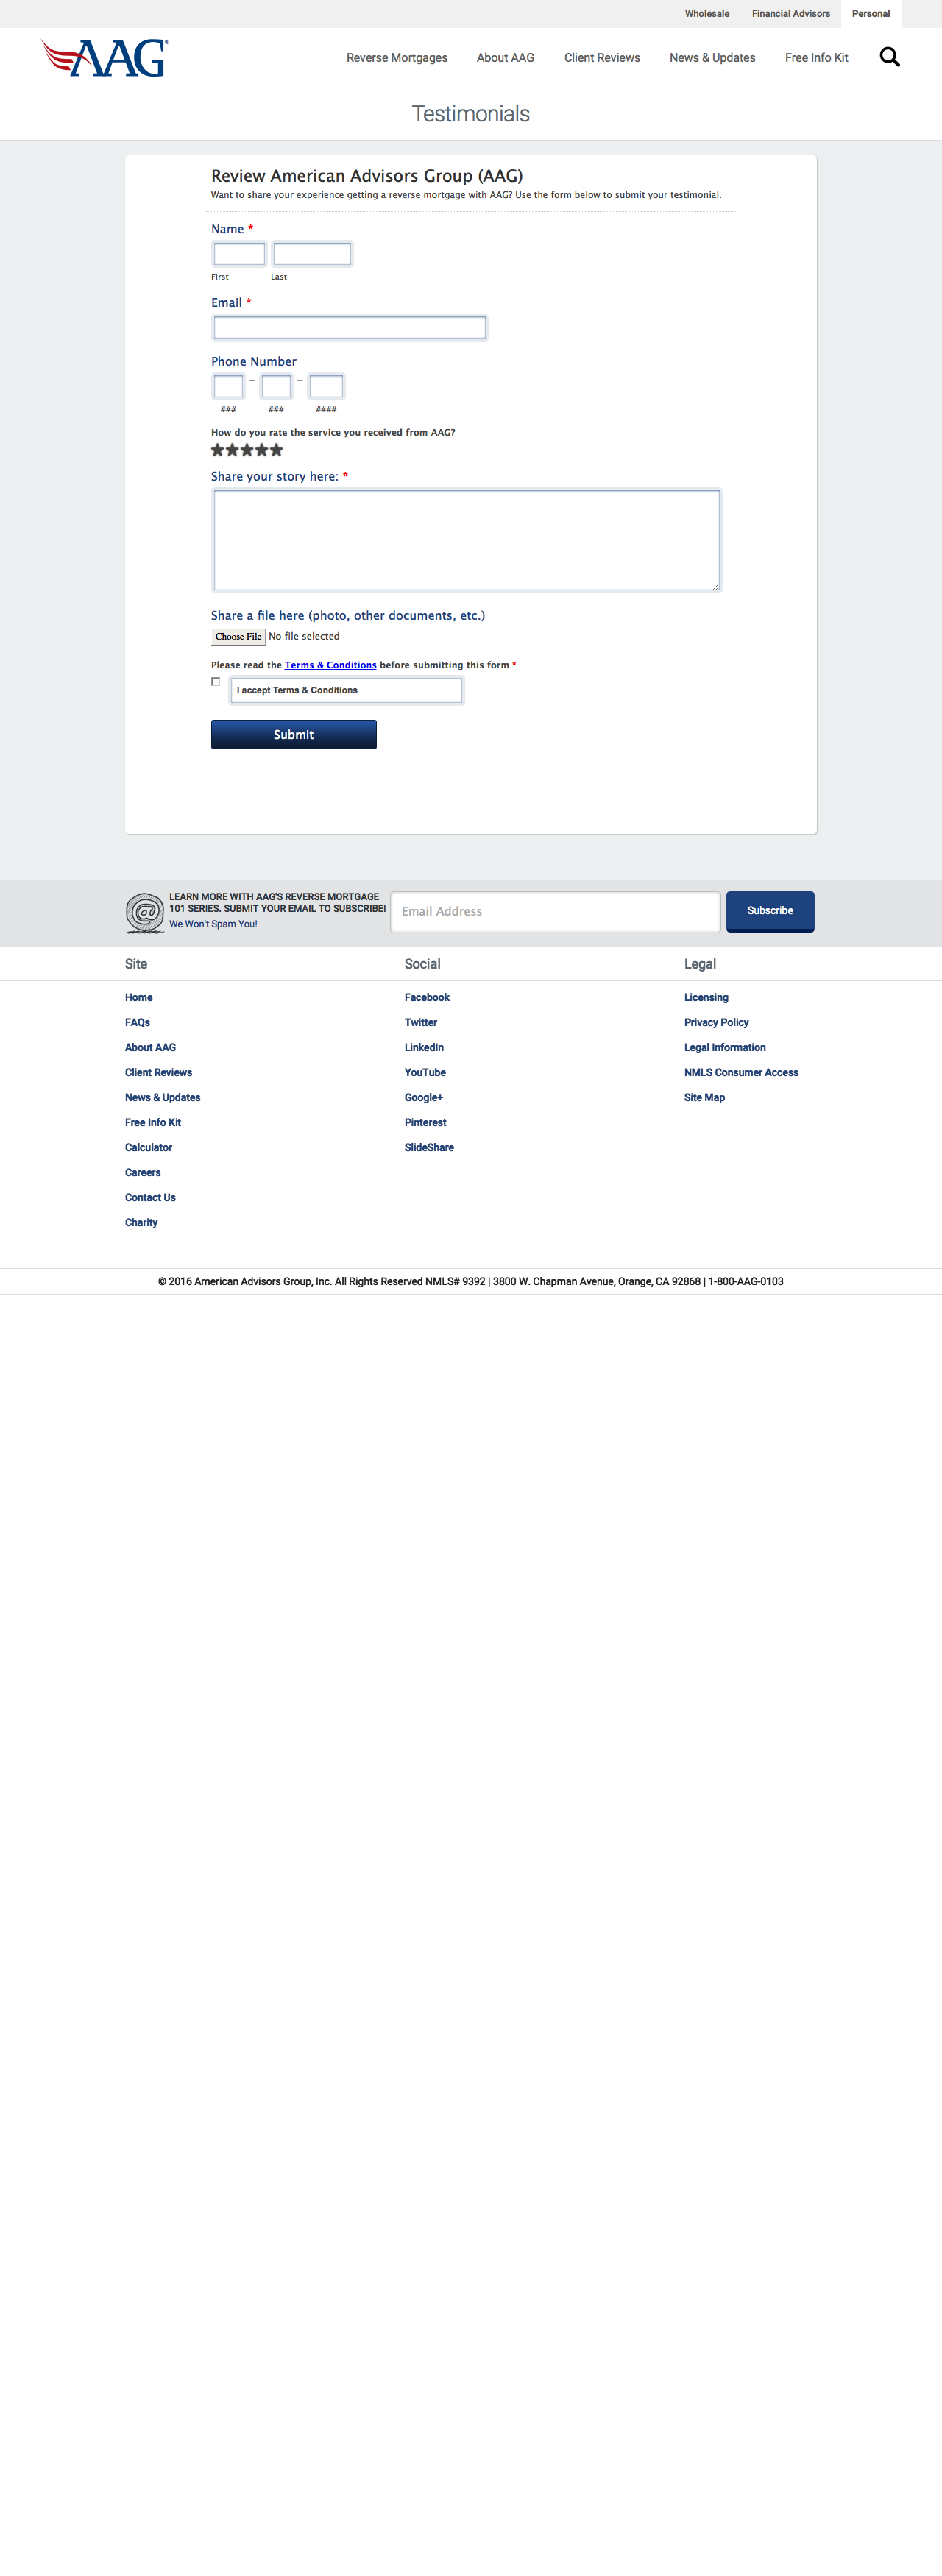 Wholesale Financial Advisors Personal
AAG®
Reverse Mortgages About AAG Client Reviews News & Updates Free Info Kit
Testimonials
Review American Advisors Group (AAG)
Want to share your experience getting a reverse mortgage with AAG? Use the form below to submit your testimonial.
Name *
First Last
Email *
Phone Number
– –
### ### ####
How do you rate the service you received from AAG?
Share your story here: *
Share a file here (photo, other documents, etc.)
Choose File No file selected
Please read the Terms & Conditions before submitting this form *
I accept Terms & Conditions
Submit
LEARN MORE WITH AAG'S REVERSE MORTGAGE
101 SERIES. SUBMIT YOUR EMAIL TO SUBSCRIBE!
We Won't Spam You!
@
Email Address
Subscribe
Site
Home
FAQs
About AAG
Client Reviews
News & Updates
Free Info Kit
Calculator
Careers
Contact Us
Charity
Social
Facebook
Twitter
LinkedIn
YouTube
Google+
Pinterest
SlideShare
Legal
Licensing
Privacy Policy
Legal Information
NMLS Consumer Access
Site Map
© 2016 American Advisors Group, Inc. All Rights Reserved NMLS# 9392 | 3800 W. Chapman Avenue, Orange, CA 92868 | 1-800-AAG-0103